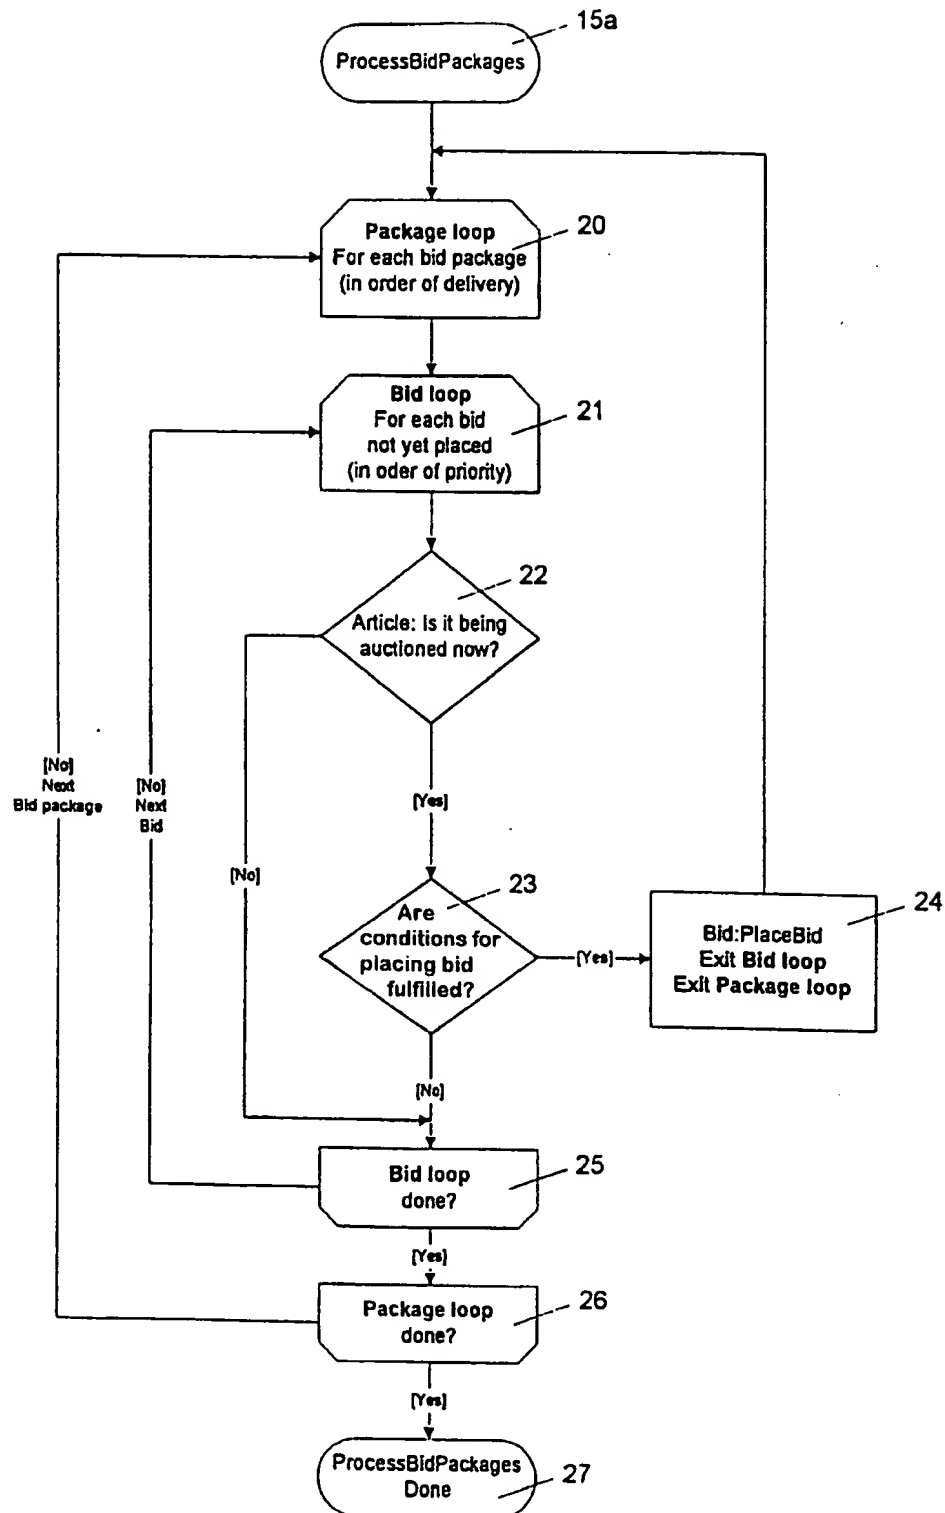 15a
ProcessBidPackages
20
Package loop
For each bid package
(in order of delivery)
21
Bid loop
For each bid
not yet placed
(in oder of priority)
22
Article: Is it being
auctioned now?
[No]
Next
Bid package
[No]
Next
Bid
[Yes]
[No]
23
Are
conditions for
placing bid
fulfilled?
[Yes]
24
Bid:PlaceBid
Exit Bid loop
Exit Package loop
[No]
25
Bid loop
done?
[Yes]
26
Package loop
done?
[Yes]
ProcessBidPackages
Done
27